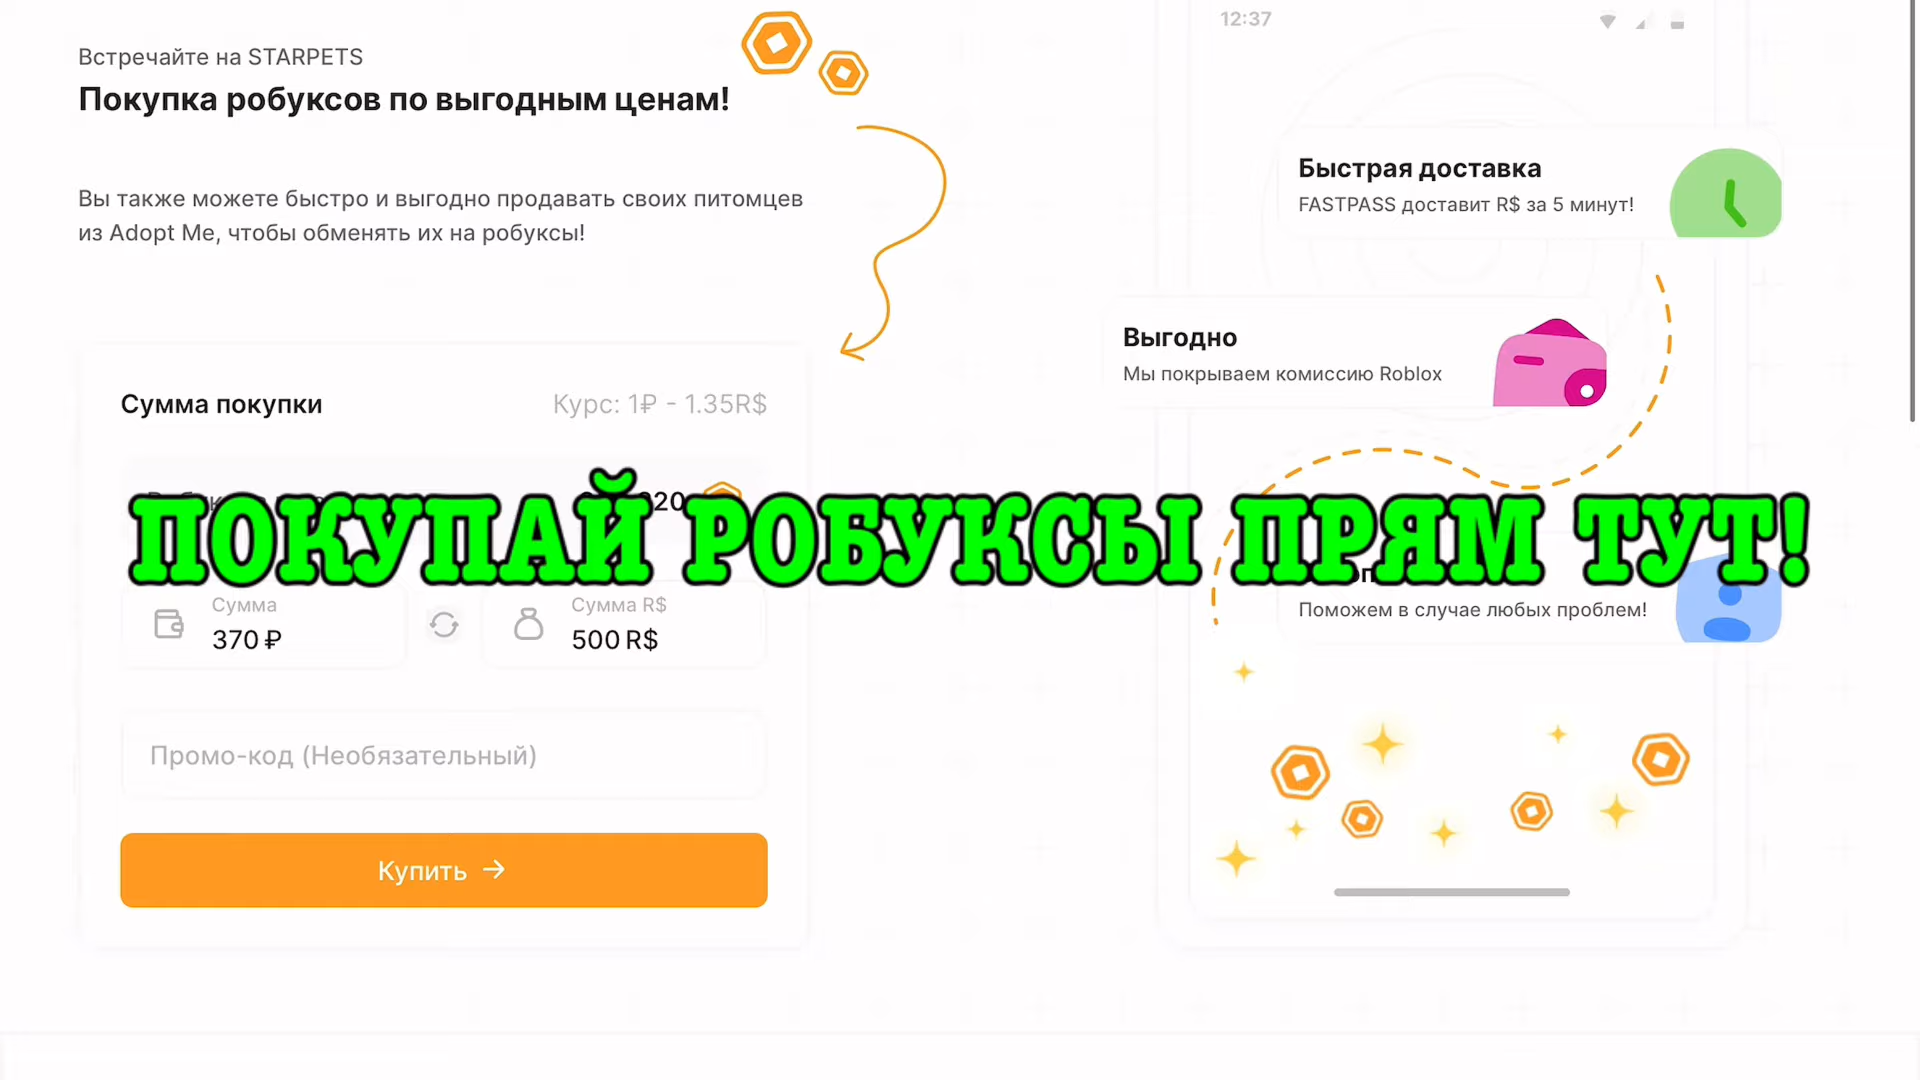 12:37
Встречайте на STARPETS
Покупка робуксов по выгодным ценам!
Вы также можете быстро и выгодно продавать своих питомцев
из Adopt Me, чтобы обменять их на робуксы!
Быстрая доставка
FASTPASS доставит R$ за 5 минут!
Выгодно
Мы покрываем комиссию Roblox
Сумма покупки
Курс: 1₽ - 1.35R$
ПОКУПАЙ РОБУКСЫ ПРЯМ ТУТ!
Поможем в случае любых проблем!
Сумма
370 ₽
Сумма R$
500 R$
Промо-код (Необязательный)
Купить →